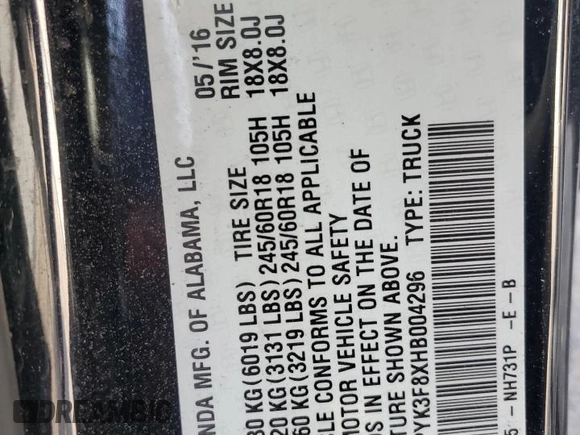 NDA MFG. OF ALABAMA, LLC 05/'16
30 KG(6019 LBS) TIRE SIZE RIM SIZE
20 KG(3131 LBS)245/60R18 105H 18X8.0J
60 KG(3219 LBS)245/60R18 105H 18X8.0J
LE CONFORMS TO ALL APPLICABLE
MOTOR VEHICLE SAFETY
S IN EFFECT ON THE DATE OF
TURE SHOWN ABOVE.
YK3F8XHB004296 TYPE: TRUCK
5 - NH731P -E -B
DREAMBIC